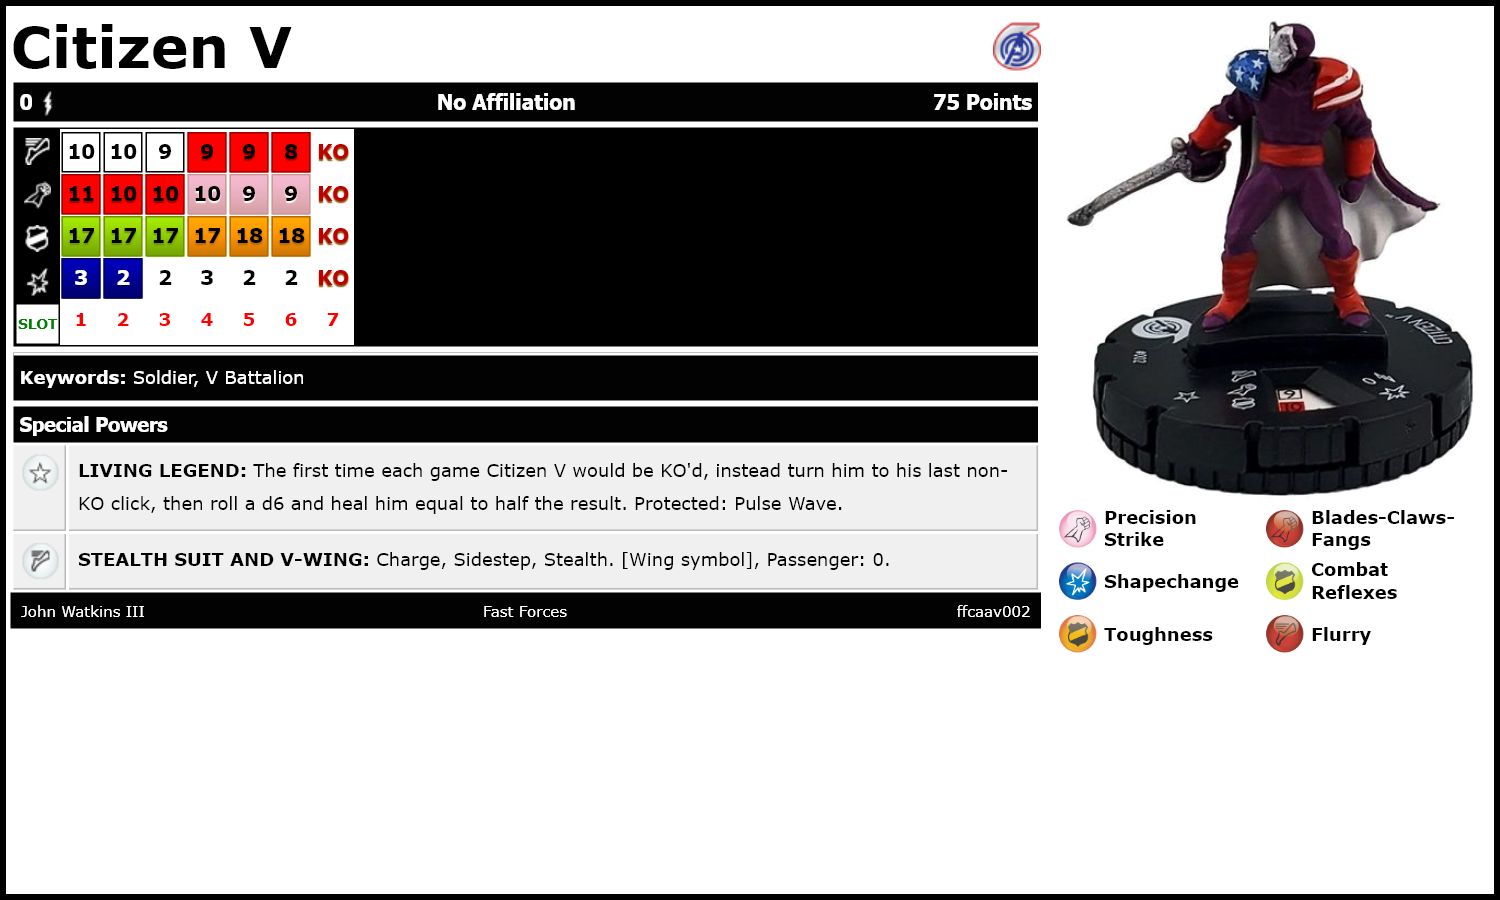 Citizen V
0 No Affiliation 75 Points
10 10 9 9 9 8 KO
11 10 10 10 9 9 KO
17 17 17 17 18 18 KO
3 2 2 3 2 2 KO
SLOT 1 2 3 4 5 6 7
Keywords: Soldier, V Battalion
Special Powers
LIVING LEGEND: The first time each game Citizen V would be KO'd, instead turn him to his last non-
KO click, then roll a d6 and heal him equal to half the result. Protected: Pulse Wave.
STEALTH SUIT AND V-WING: Charge, Sidestep, Stealth. [Wing symbol], Passenger: 0.
John Watkins III Fast Forces ffcaav002
CITIZEN V
#002
0
9
10
Precision
Strike
Blades-Claws-
Fangs
Shapechange
Combat
Reflexes
Toughness
Flurry